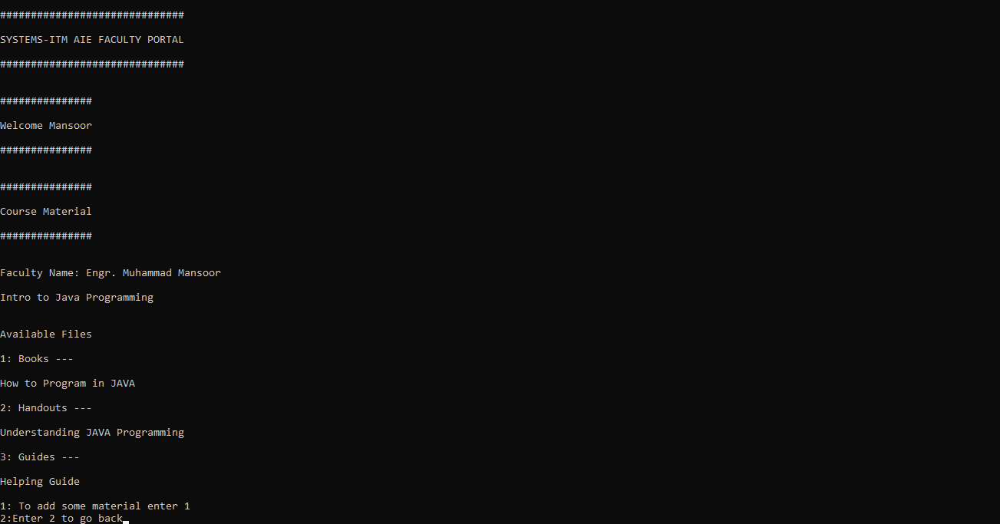 ##############################
SYSTEMS-ITM AIE FACULTY PORTAL
##############################
###############
Welcome Mansoor
###############
###############
Course Material
###############
Faculty Name: Engr. Muhammad Mansoor
Intro to Java Programming
Available Files
1: Books ---
How to Program in JAVA
2: Handouts ---
Understanding JAVA Programming
3: Guides ---
Helping Guide
1: To add some material enter 1
2:Enter 2 to go back